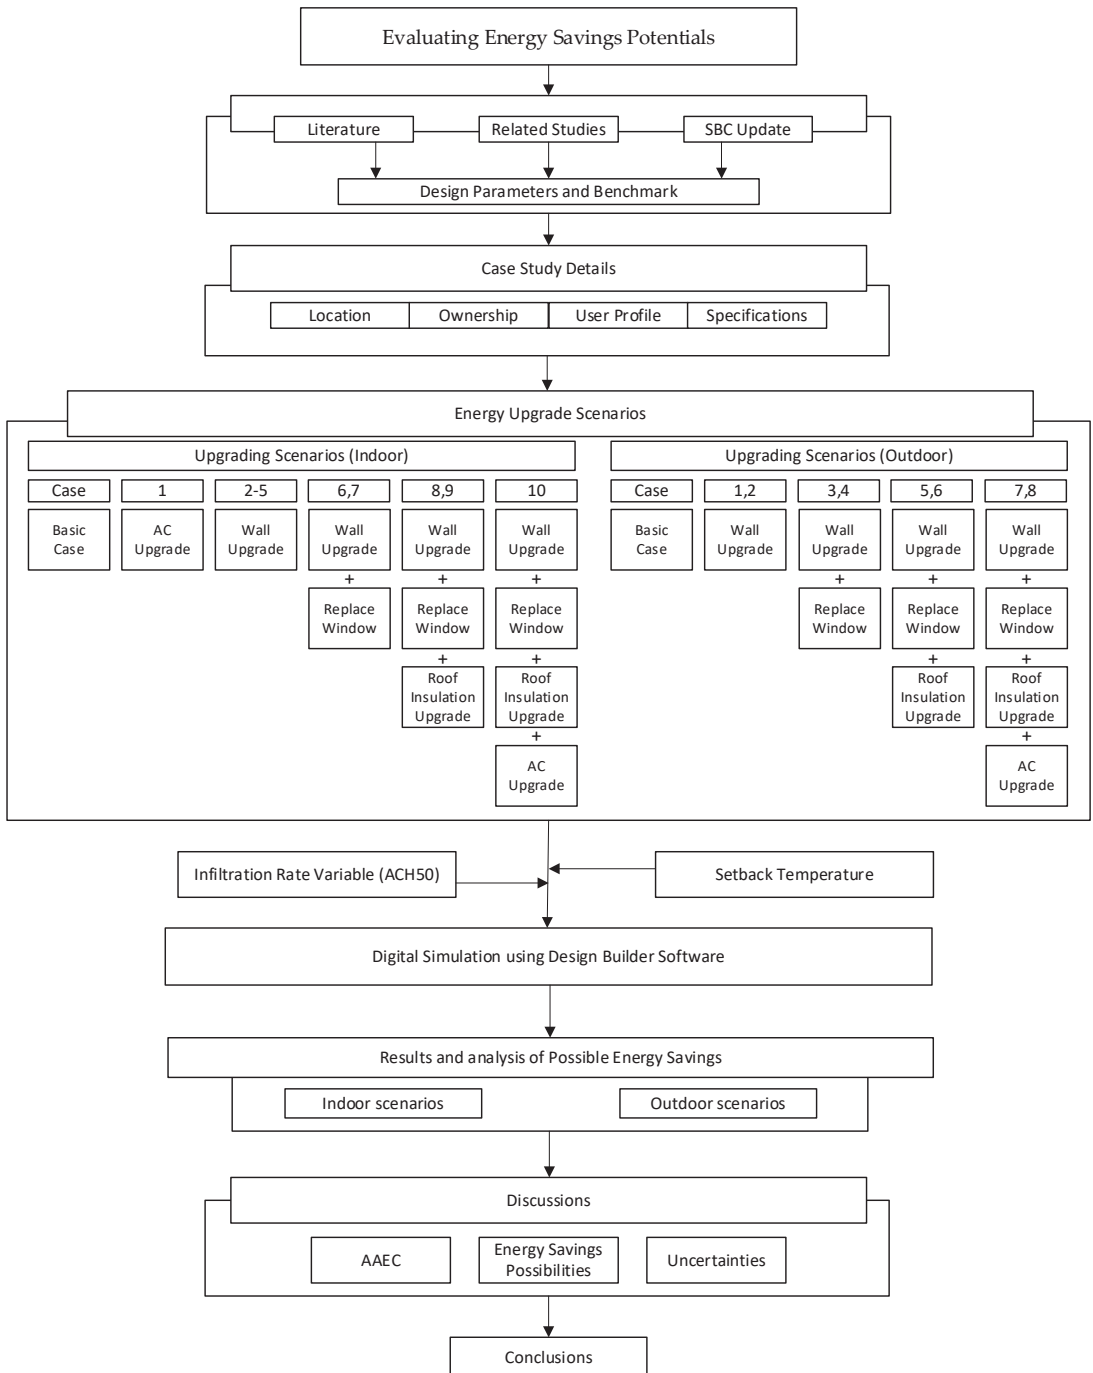 Evaluating Energy Savings Potentials
Literature
Related Studies
SBC Update
Design Parameters and Benchmark
Case Study Details
Location
Ownership
User Profile
Specifications
Energy Upgrade Scenarios
Upgrading Scenarios (Indoor)
Case
1
2-5
6,7
8,9
10
Basic
Case
AC
Upgrade
Wall
Upgrade
Wall
Upgrade
Wall
Upgrade
Wall
Upgrade
+
+
+
Replace
Window
Replace
Window
Replace
Window
+
+
Roof
Insulation
Upgrade
Roof
Insulation
Upgrade
+
AC
Upgrade
Upgrading Scenarios (Outdoor)
Case
1,2
3,4
5,6
7,8
Basic
Case
Wall
Upgrade
Wall
Upgrade
Wall
Upgrade
Wall
Upgrade
+
+
+
Replace
Window
Replace
Window
Replace
Window
+
+
Roof
Insulation
Upgrade
Roof
Insulation
Upgrade
+
AC
Upgrade
Infiltration Rate Variable (ACH50)
Setback Temperature
Digital Simulation using Design Builder Software
Results and analysis of Possible Energy Savings
Indoor scenarios
Outdoor scenarios
Discussions
AAEC
Energy Savings
Possibilities
Uncertainties
Conclusions